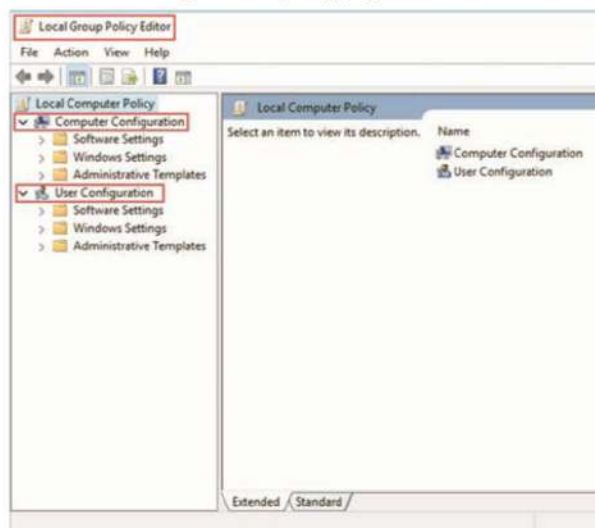 Local Group Policy Editor
File Action View Help
Local Computer Policy
Computer Configuration
Software Settings
Windows Settings
Administrative Templates
User Configuration
Software Settings
Windows Settings
Administrative Templates
Local Computer Policy
Select an item to view its description.
Name
Computer Configuration
User Configuration
Extended
Standard